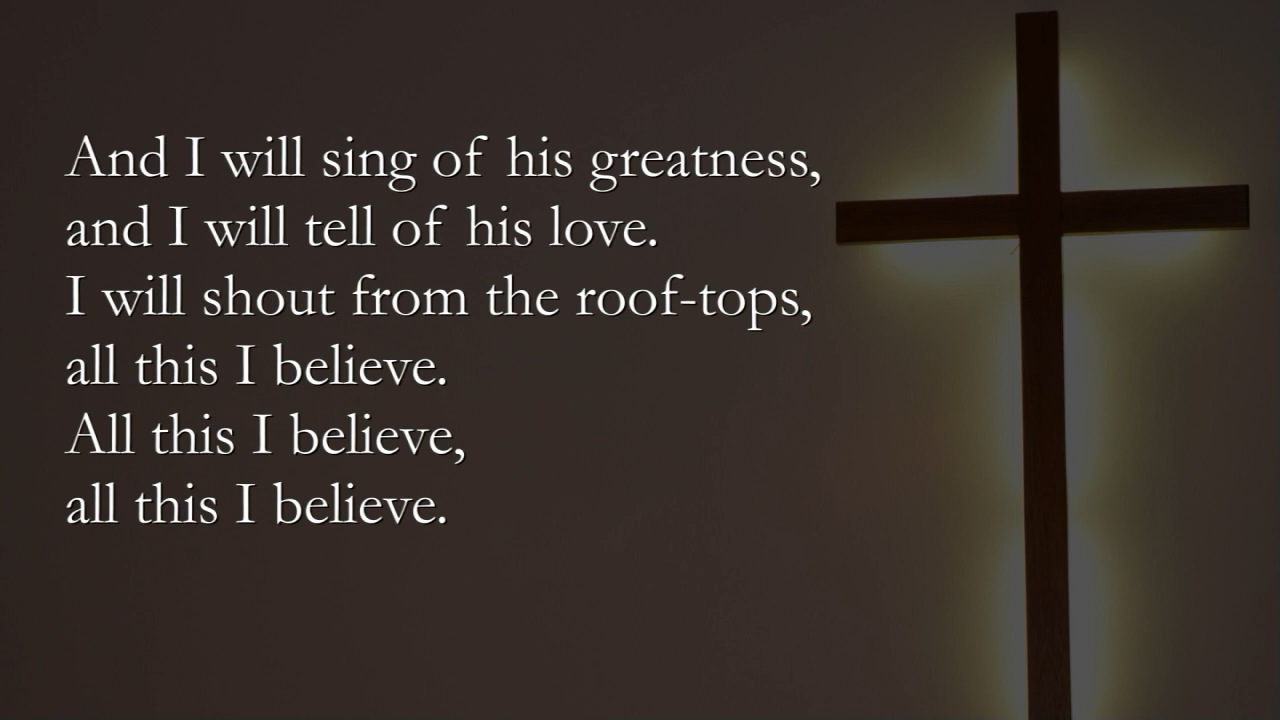 And I will sing of his greatness,
and I will tell of his love.
I will shout from the roof-tops,
all this I believe.
All this I believe,
all this I believe.